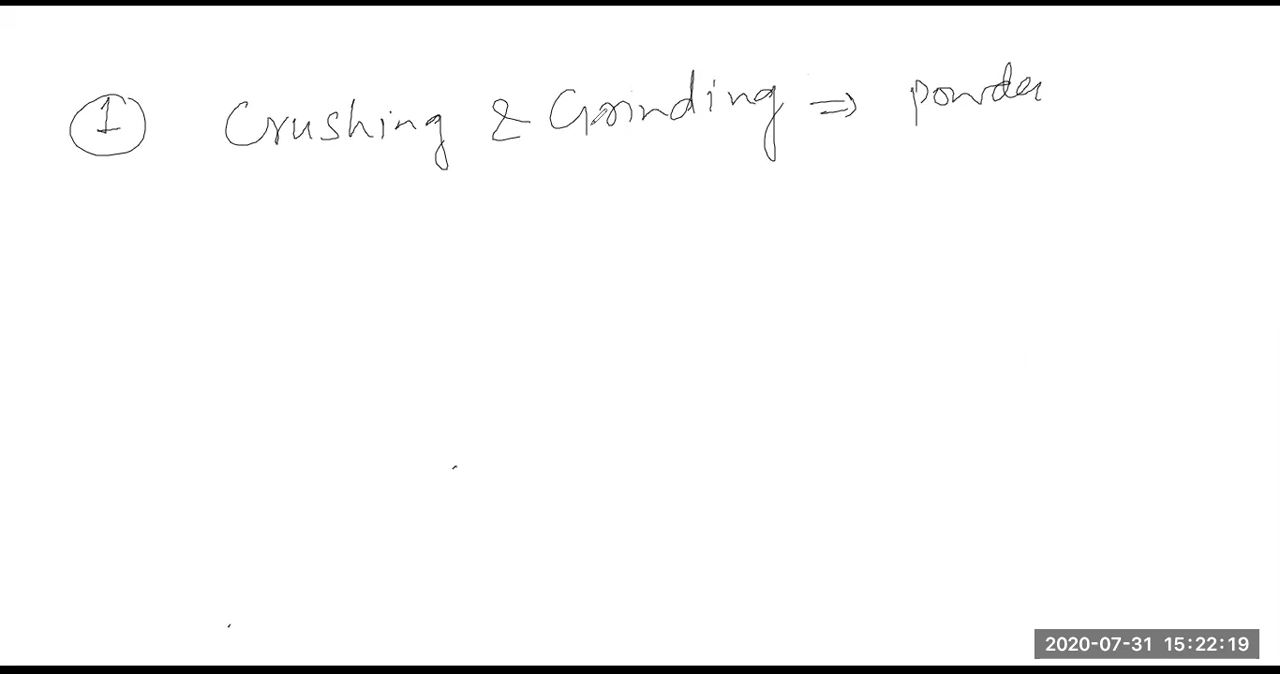 ① Crushing & Grinding ⇒ powder
2020-07-31 15:22:19